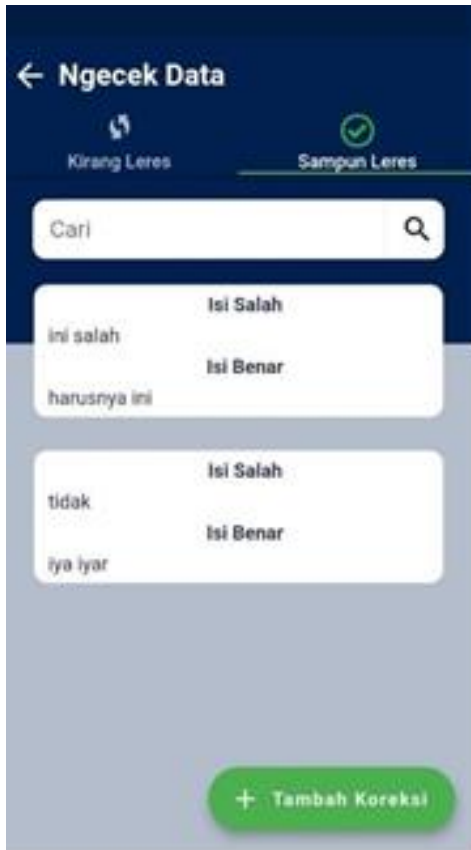 Ngecek Data
Kirang Leres
Sampun Leres
Cari
Isi Salah
ini salah
Isi Benar
harusnya ini
Isi Salah
tidak
Isi Benar
iya iyar
+ Tambah Koreksi